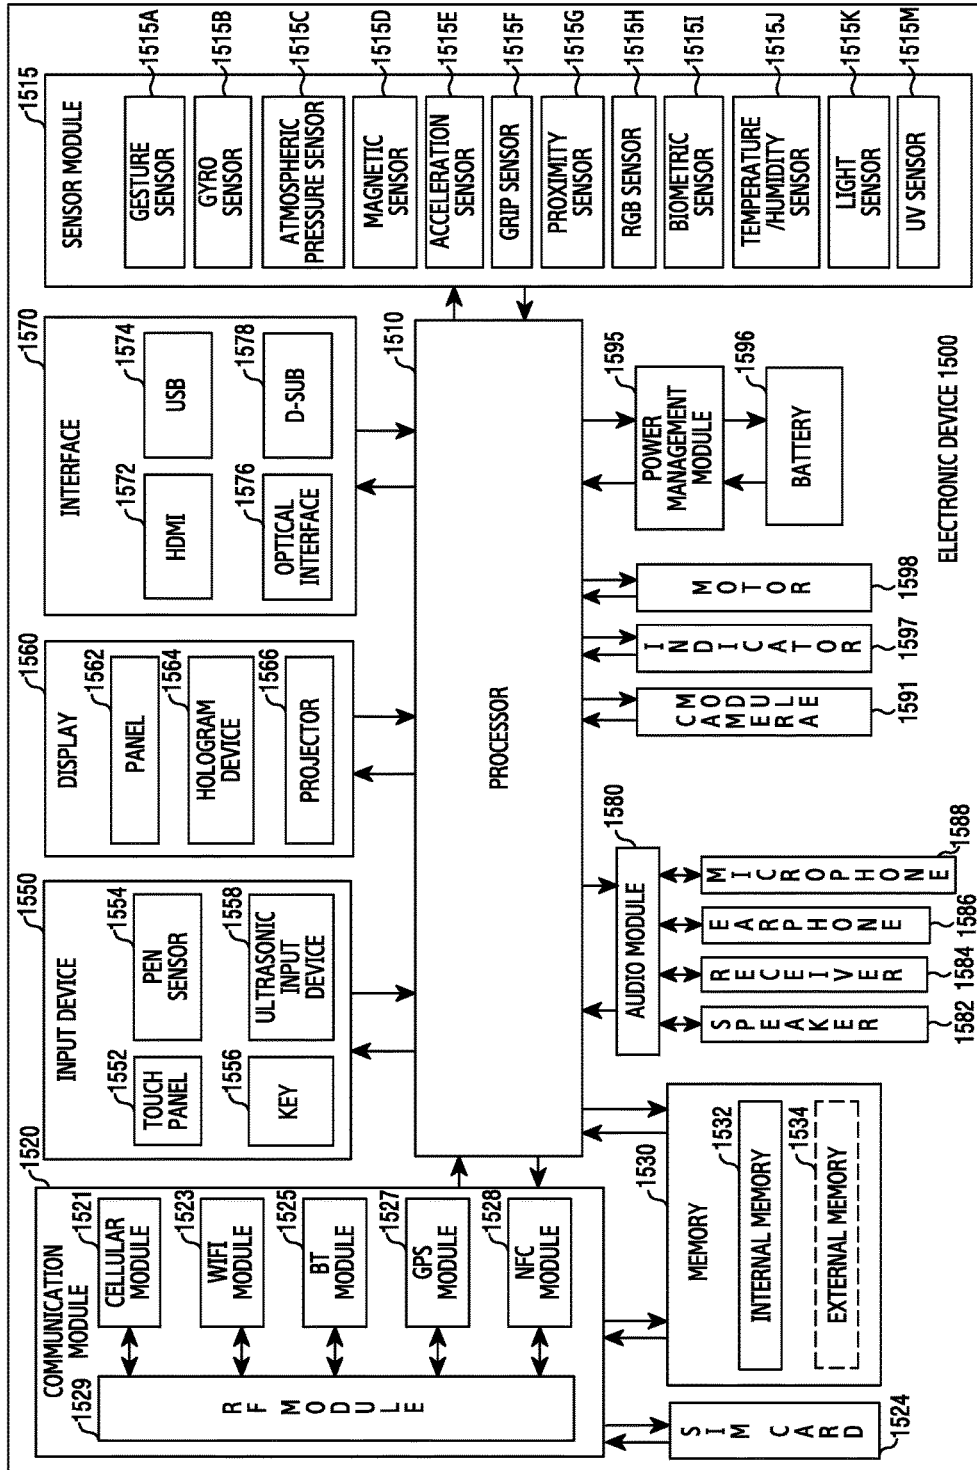 COMMUNICATION
MODULE
1520
1529
RF MODULE
1521
CELLULAR
MODULE
1523
WIFI
MODULE
1525
BT
MODULE
1527
GPS
MODULE
1528
NFC
MODULE
SIM CARD
1524
INPUT DEVICE
1550
1552
TOUCH
PANEL
1554
PEN
SENSOR
1556
KEY
1558
ULTRASONIC
INPUT
DEVICE
DISPLAY
1560
1562
PANEL
1564
HOLOGRAM
DEVICE
1566
PROJECTOR
INTERFACE
1570
1572
HDMI
1574
USB
1576
OPTICAL
INTERFACE
1578
D-SUB
SENSOR MODULE
1515
GESTURE
SENSOR
1515A
GYRO
SENSOR
1515B
ATMOSPHERIC
PRESSURE SENSOR
1515C
MAGNETIC
SENSOR
1515D
ACCELERATION
SENSOR
1515E
GRIP SENSOR
1515F
PROXIMITY
SENSOR
1515G
RGB SENSOR
1515H
BIOMETRIC
SENSOR
1515I
TEMPERATURE
/HUMIDITY
SENSOR
1515J
LIGHT
SENSOR
1515K
UV SENSOR
1515M
PROCESSOR
1510
1530
MEMORY
1532
INTERNAL MEMORY
1534
EXTERNAL MEMORY
1580
AUDIO MODULE
SPEAKER
1582
RECEIVER
1584
EARPHONE
1586
MICROPHONE
1588
CAMERA
MODULE
1591
INDICATOR
1597
MOTOR
1598
1595
POWER
MANAGEMENT
MODULE
1596
BATTERY
ELECTRONIC DEVICE 1500